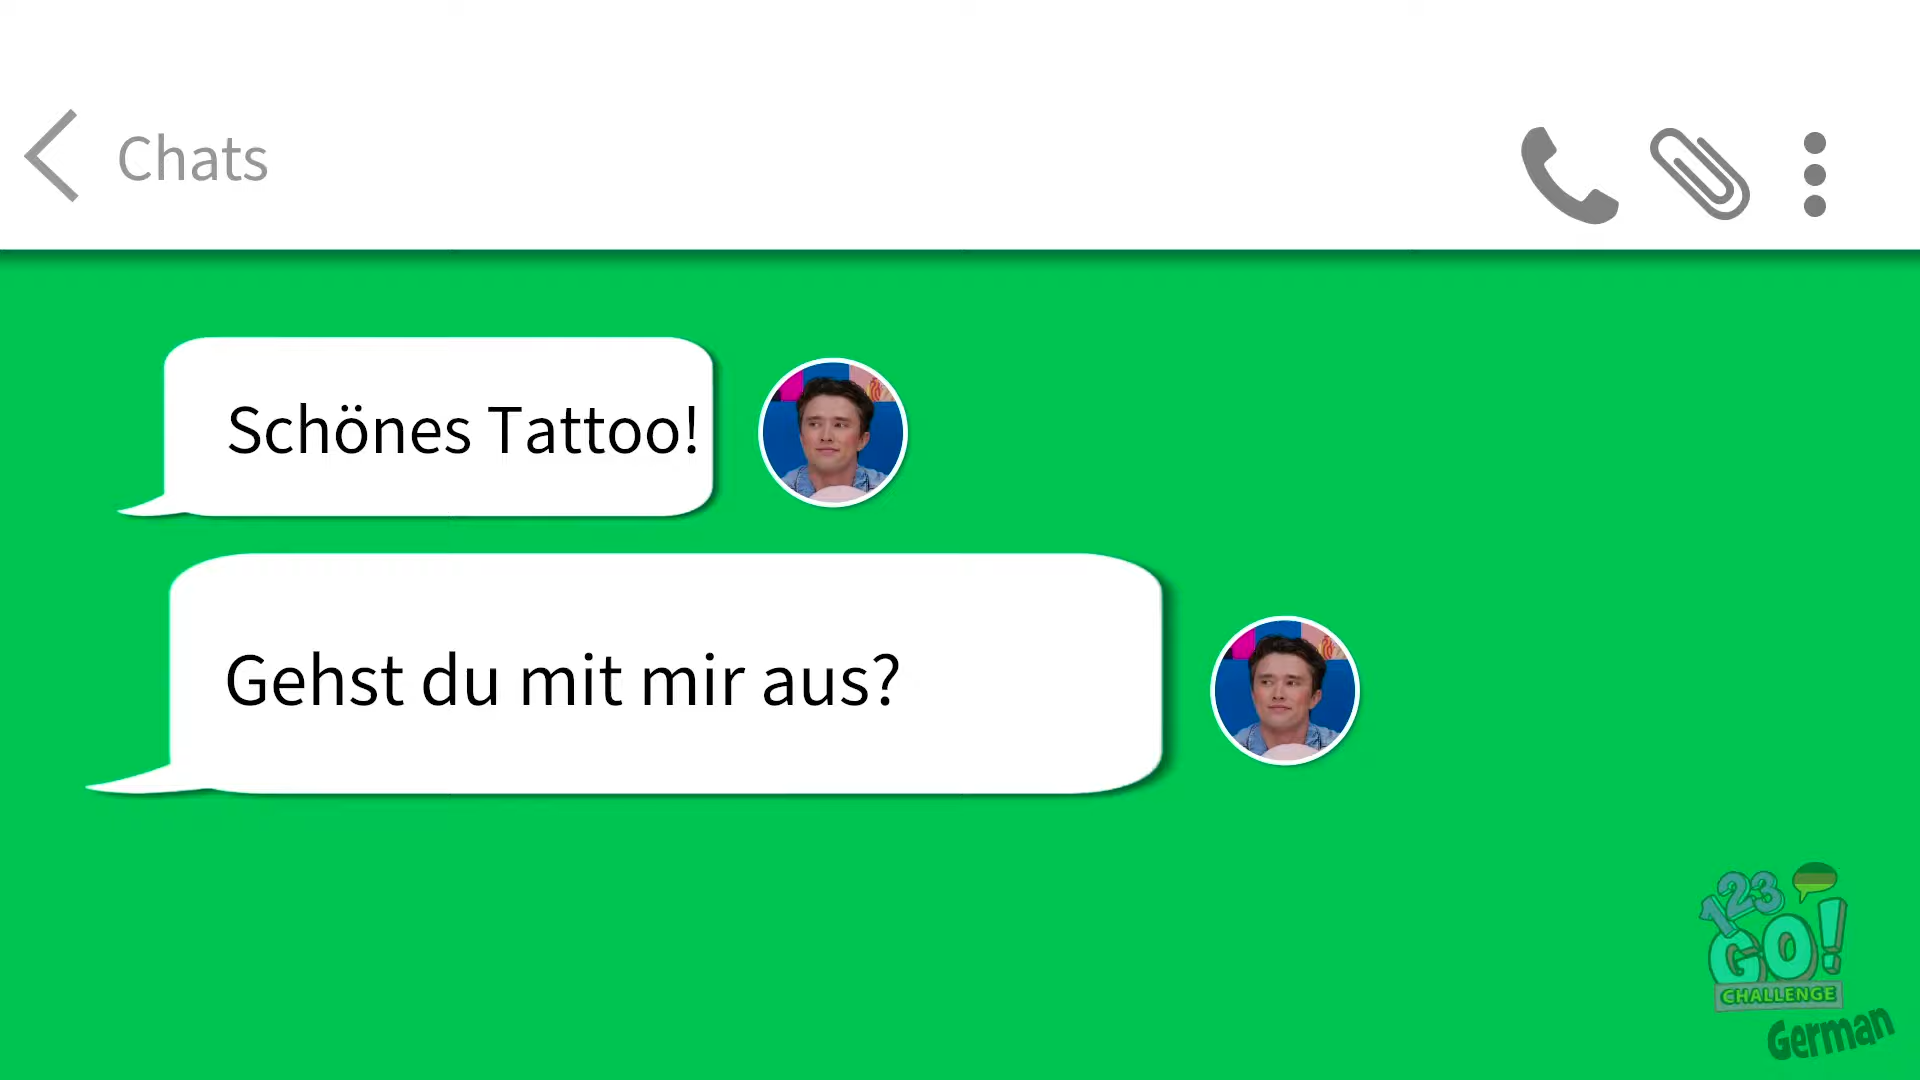 Chats
Schönes Tattoo!
Gehst du mit mir aus?
123
GO!
CHALLENGE
German